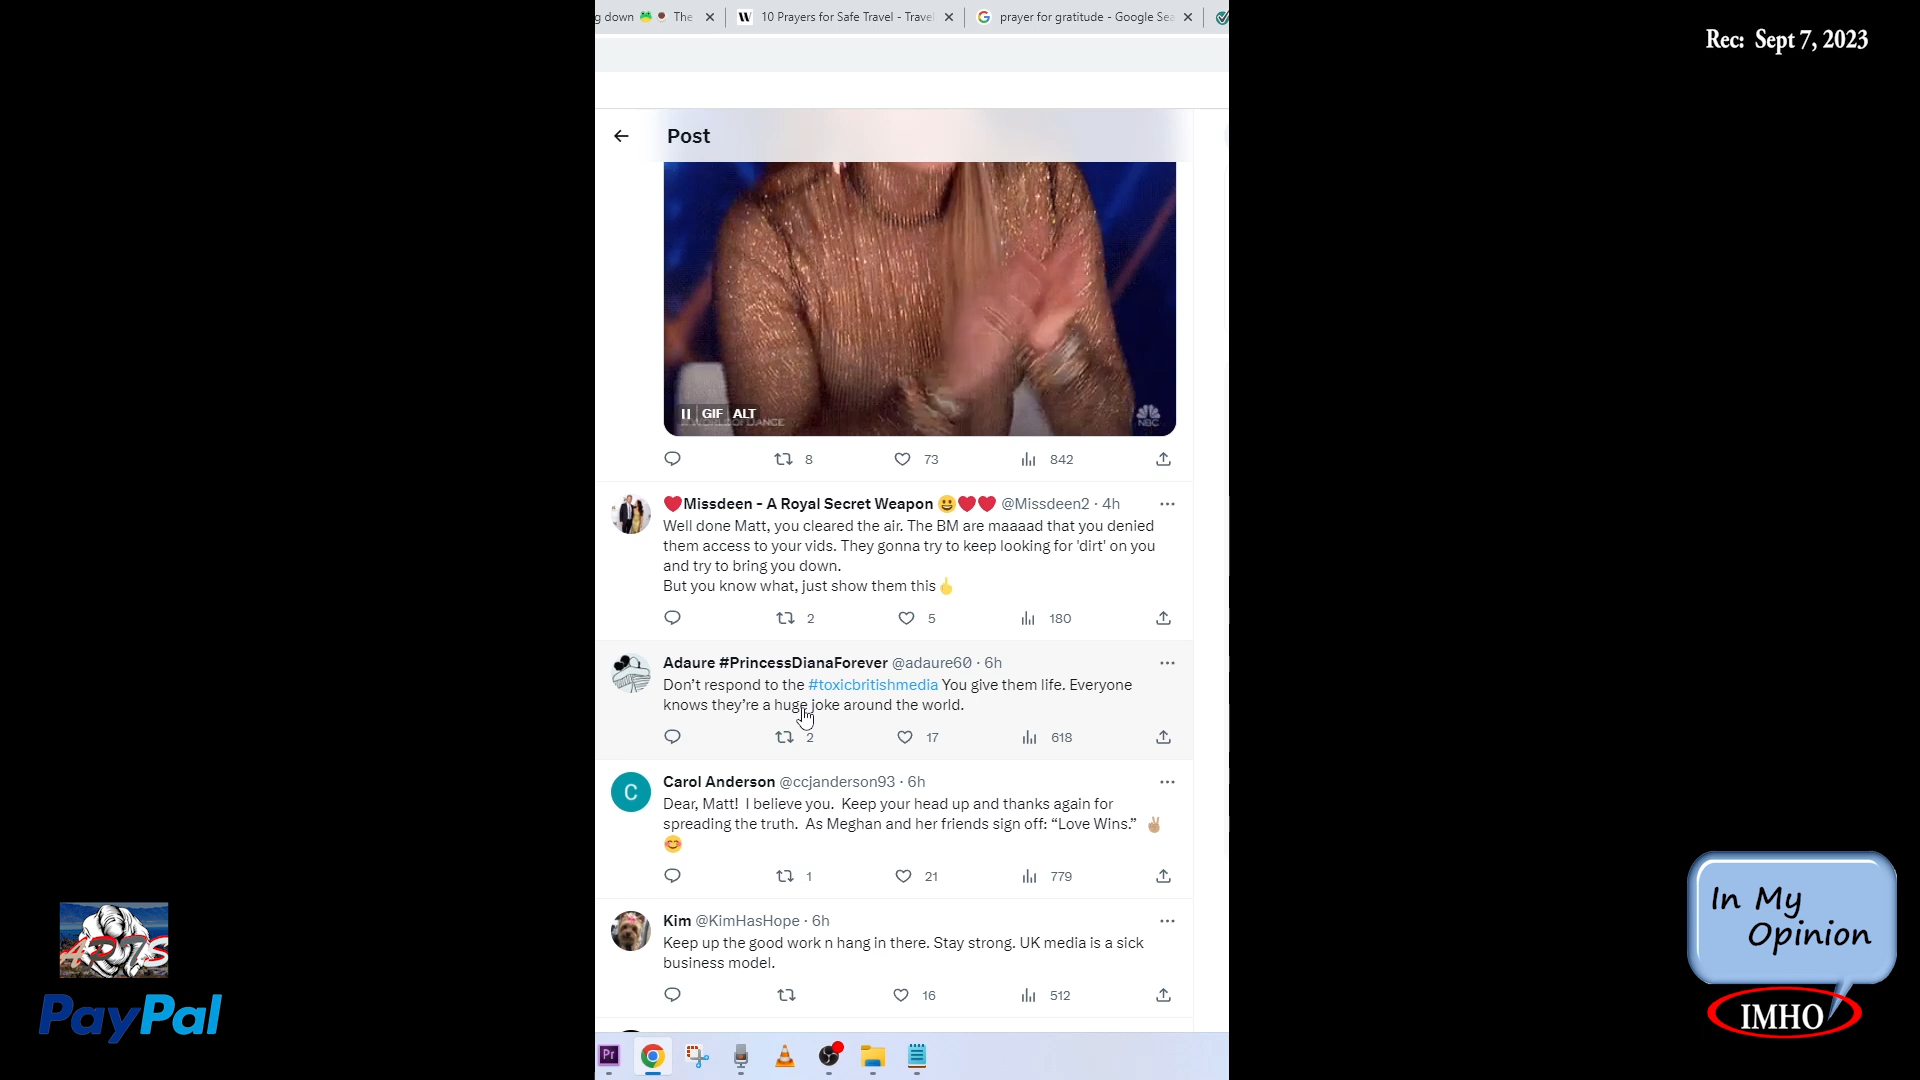 g down 🐸 The
10 Prayers for Safe Travel - Trave
prayer for gratitude - Google Sea
Rec: Sept 7, 2023
Post
GIF ALT
#WORLDOFDANCE
NBC
8 73 842
❤️Missdeen - A Royal Secret Weapon 😀❤️❤️ @Missdeen2 · 4h
Well done Matt, you cleared the air. The BM are maaaad that you denied
them access to your vids. They gonna try to keep looking for 'dirt' on you
and try to bring you down.
But you know what, just show them this🖕
2 5 180
Adaure #PrincessDianaForever @adaure60 · 6h
Don’t respond to the #toxicbritishmedia You give them life. Everyone
knows they’re a huge joke around the world.
2 17 618
C
Carol Anderson @ccjanderson93 · 6h
Dear, Matt! I believe you. Keep your head up and thanks again for
spreading the truth. As Meghan and her friends sign off: “Love Wins.” ✌🏽
😊
1 21 779
Kim @KimHasHope · 6h
Keep up the good work n hang in there. Stay strong. UK media is a sick
business model.
16 512
Pr
PayPal
In My
Opinion
IMHO